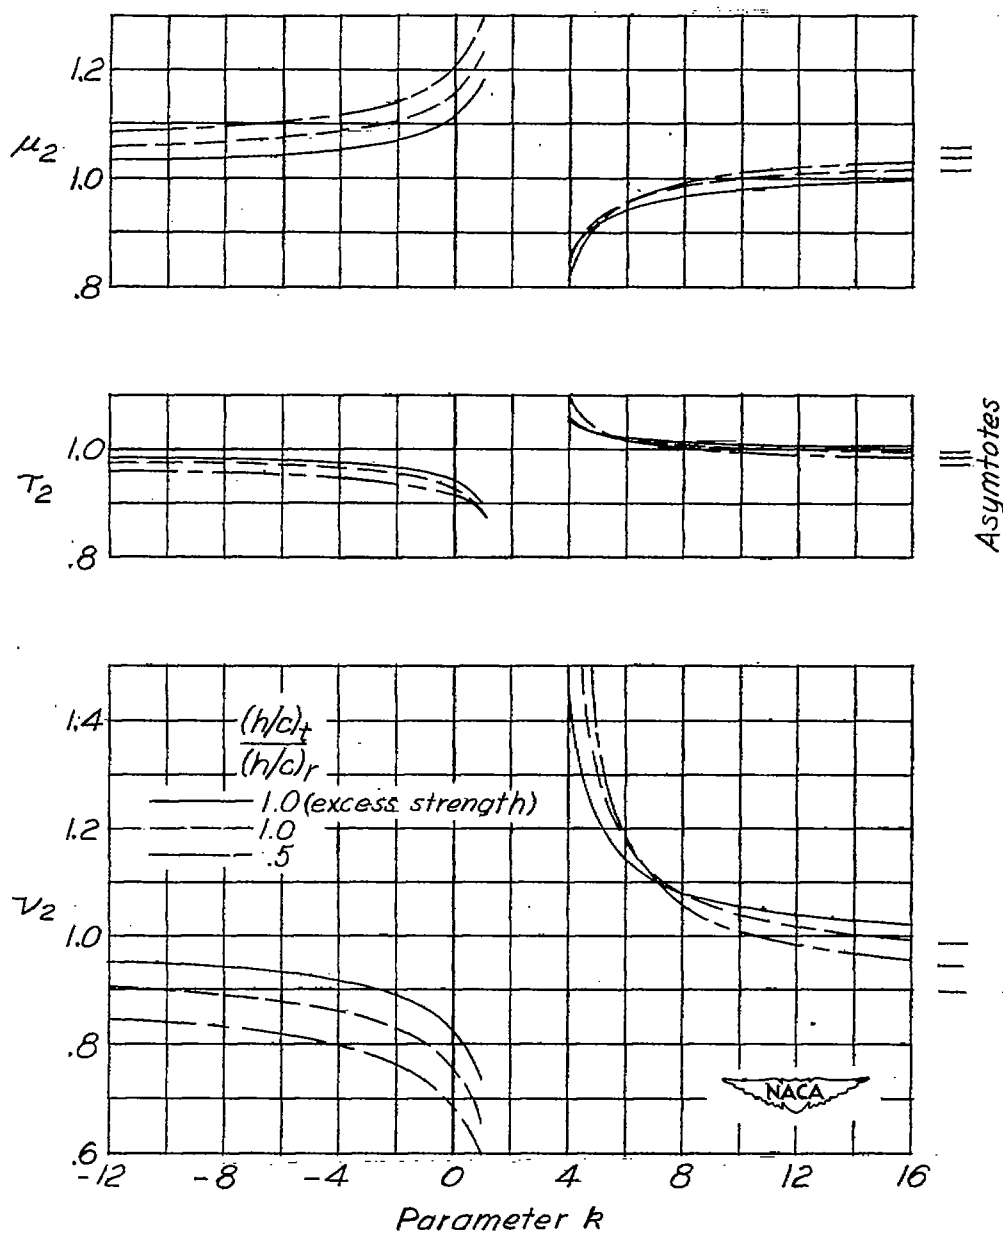 1.2
μ₂
1.0
.8
1.0
τ₂
.8
Asymtotes
1.4
(h/c)t
(h/c)r
1.0 (excess strength)
1.2
1.0
.5
ν₂
1.0
.8
NACA
.6
-12 -8 -4 0 4 8 12 16
Parameter k